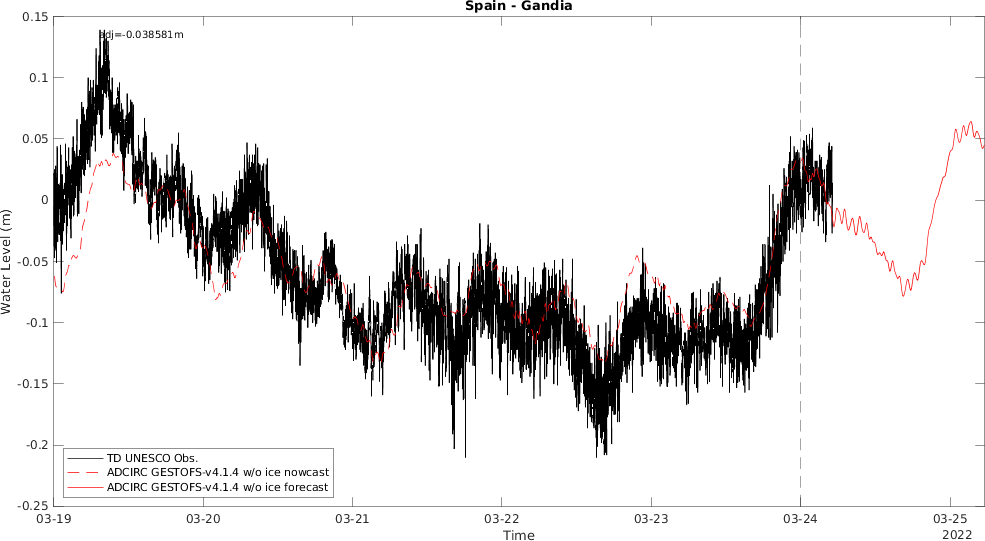 Spain - Gandia
adj=-0.038581m
0.15
0.1
0.05
0
-0.05
-0.1
-0.15
-0.2
-0.25
Water Level (m)
TD UNESCO Obs.
ADCIRC GESTOFS-v4.1.4 w/o ice nowcast
ADCIRC GESTOFS-v4.1.4 w/o ice forecast
03-19 03-20 03-21 03-22 03-23 03-24 03-25
Time 2022